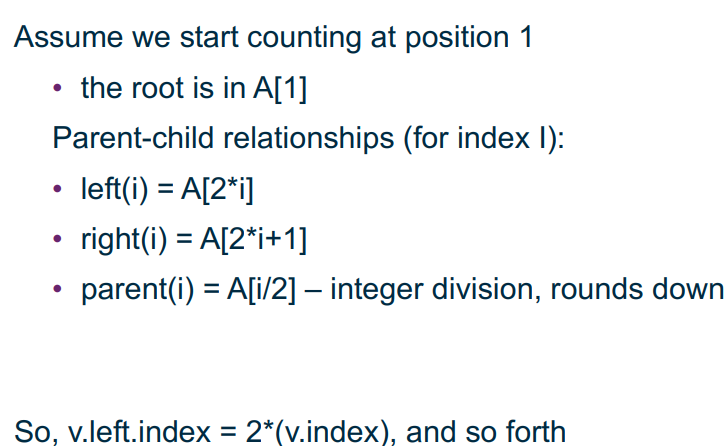 Assume we start counting at position 1
• the root is in A[1]
Parent-child relationships (for index I):
• left(i) = A[2*i]
• right(i) = A[2*i+1]
• parent(i) = A[i/2] – integer division, rounds down
So, v.left.index = 2*(v.index), and so forth